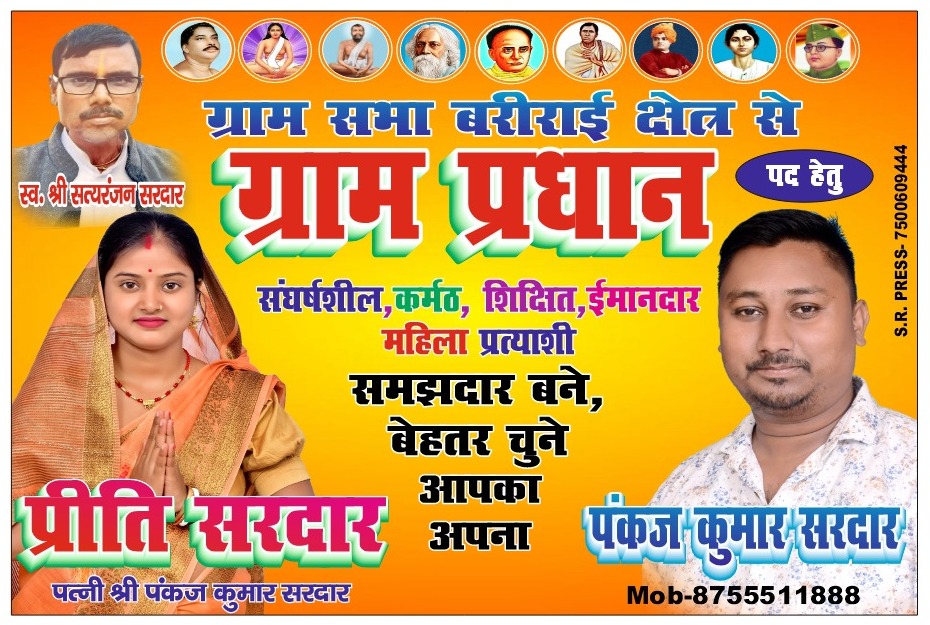 ग्राम सभा बरीराई क्षेत्र से
ग्राम प्रधान
पद हेतु
स्व. श्री सत्यरंजन सरदार
संघर्षशील,कर्मठ, शिक्षित,ईमानदार
महिला प्रत्याशी
समझदार बने,
बेहतर चुने
आपका
अपना
प्रीति सरदार
पत्नी श्री पंकज कुमार सरदार
पंकज कुमार सरदार
Mob-8755511888
S.R. PRESS- 7500609444